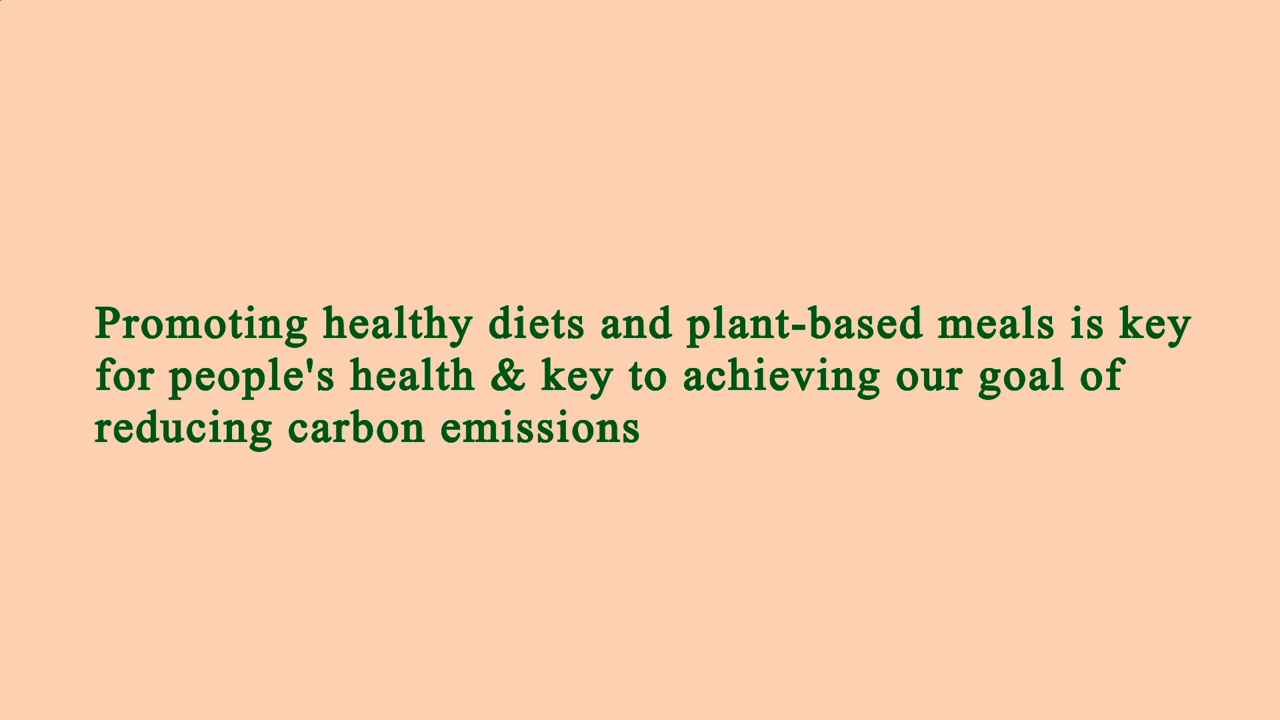 Promoting healthy diets and plant-based meals is key
for people's health & key to achieving our goal of
reducing carbon emissions